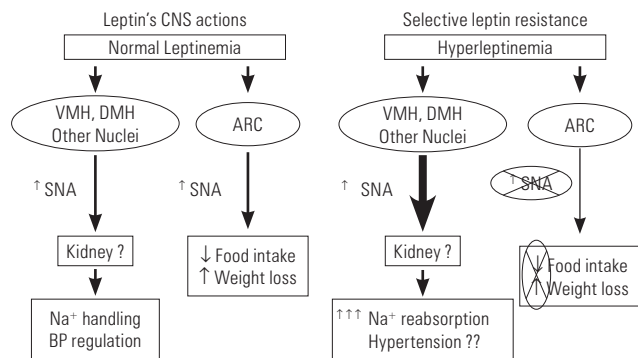 Leptin's CNS actions
Normal Leptinemia
VMH, DMH
Other Nuclei
ARC
↑ SNA
↑ SNA
Kidney ?
↓ Food intake
↑ Weight loss
Na⁺ handling
BP regulation
Selective leptin resistance
Hyperleptinemia
VMH, DMH
Other Nuclei
ARC
↑ SNA
↑ SNA
Kidney ?
↓ Food intake
↑ Weight loss
↑↑↑ Na⁺ reabsorption
Hypertension ??